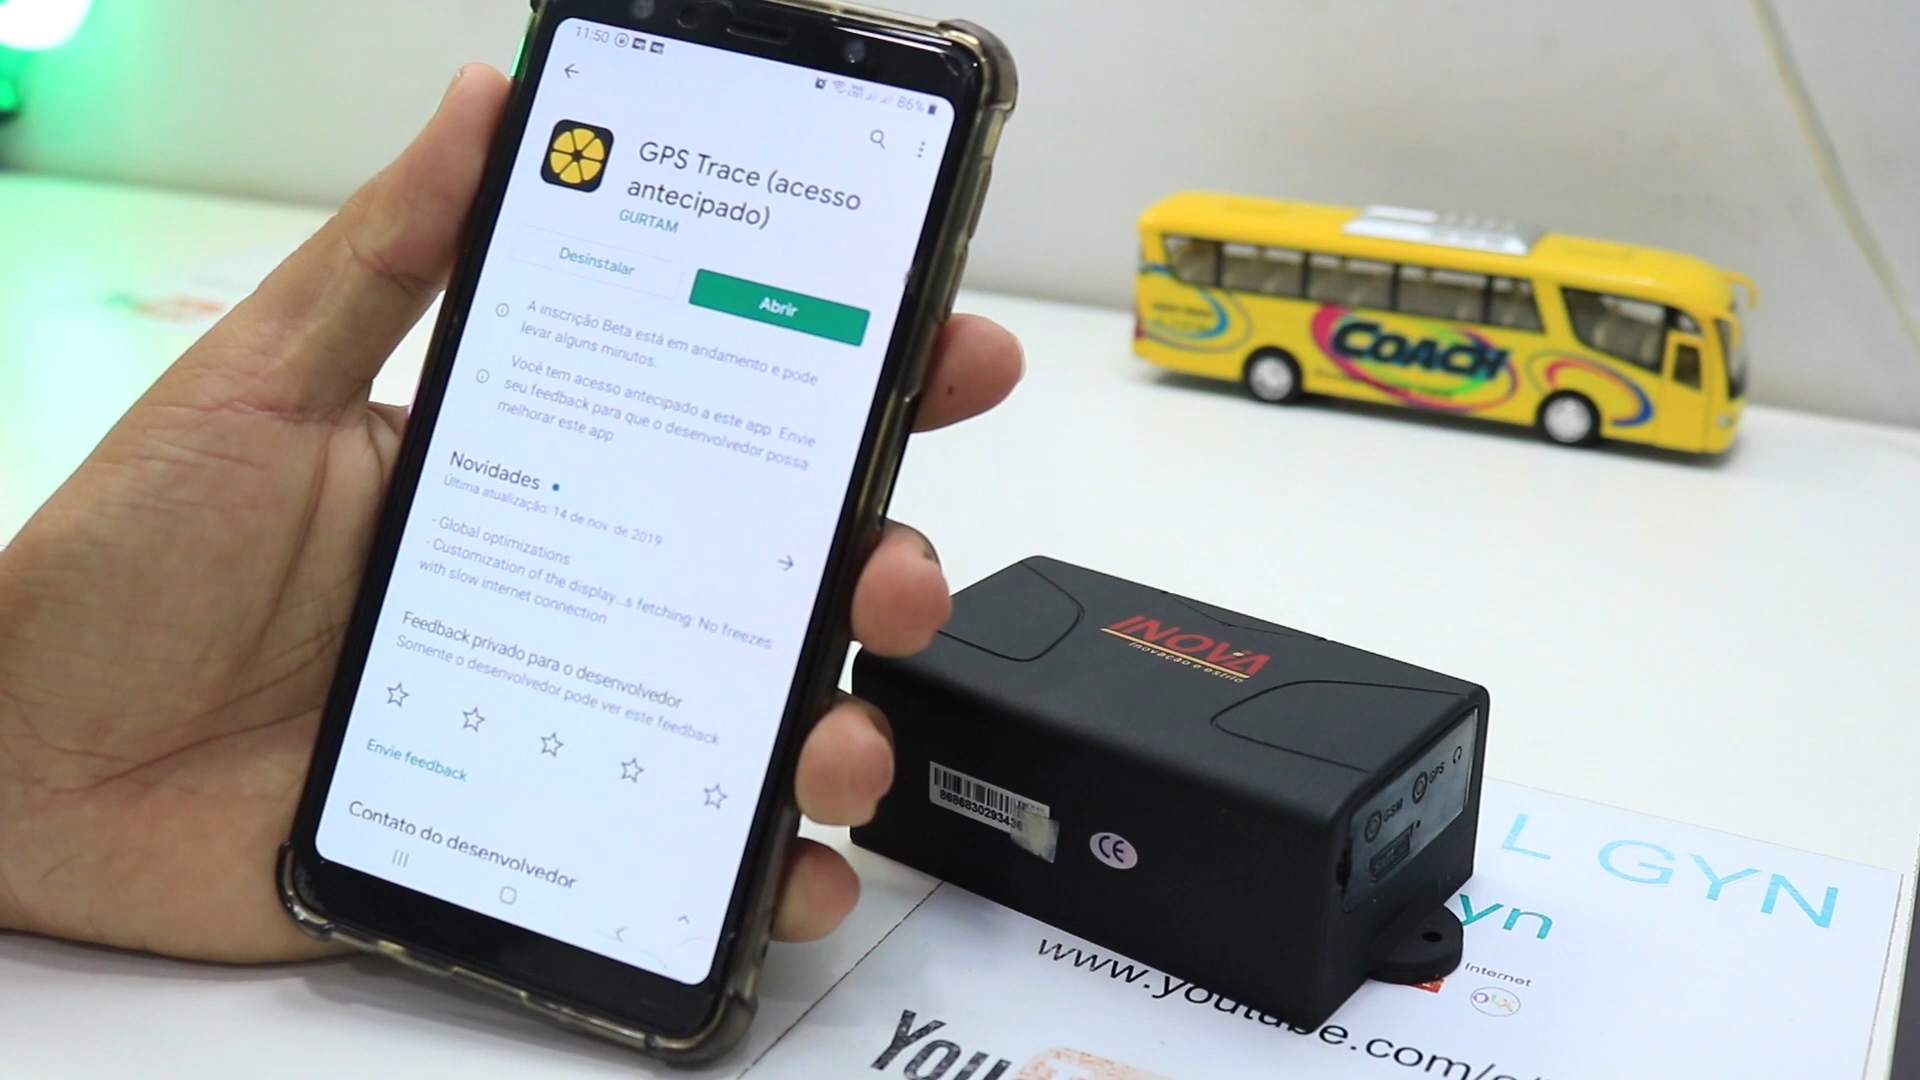 11:50
86%
GPS Trace (acesso
antecipado)
GURTAM
Desinstalar
Abrir
A inscrição Beta está em andamento e pode
levar alguns minutos.
Você tem acesso antecipado a este app. Envie
seu feedback para que o desenvolvedor possa
melhorar este app.
Novidades
Última atualização: 14 de nov. de 2019
- Global optimizations
- Customization of the display...s fetching: No freezes
with slow internet connection
Feedback privado para o desenvolvedor
Somente o desenvolvedor pode ver este feedback
Envie feedback
Contato do desenvolvedor
COACH
INOVA
Inovação e estilo
GSM
GPS
CE
L GYN
yn
Internet
OLX
www.youtube.com/
You